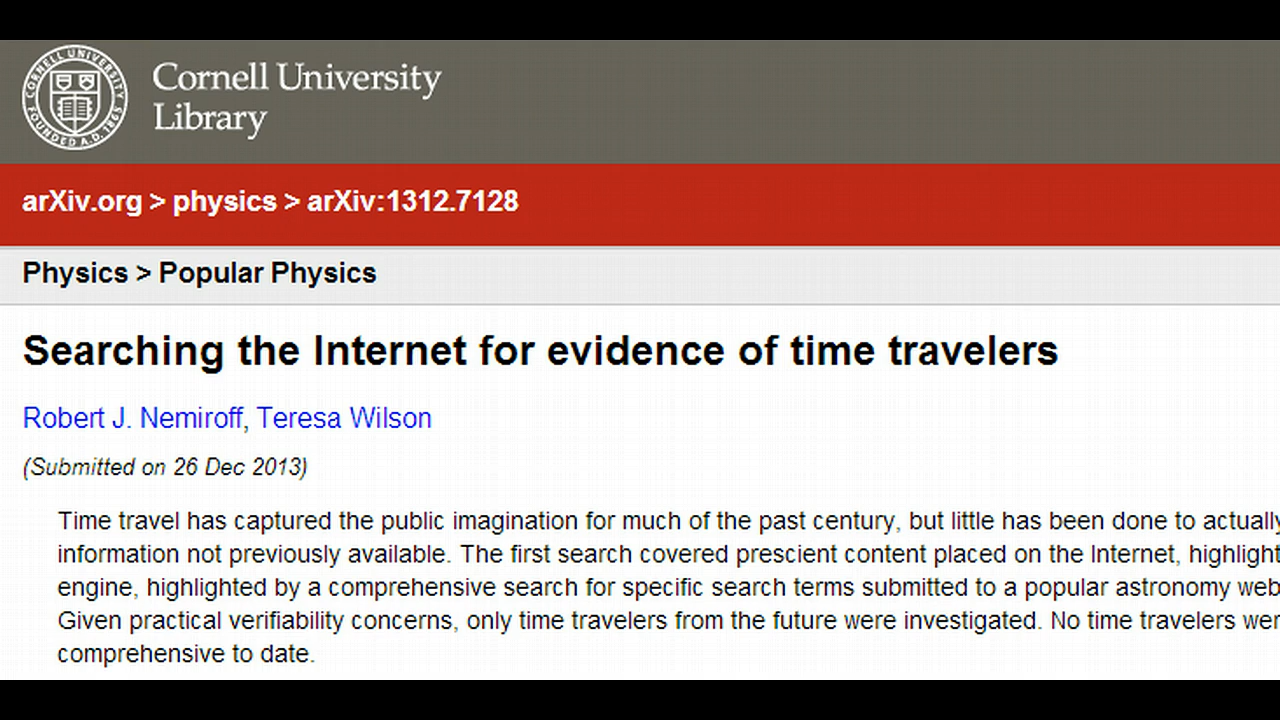 CORNELL UNIVERSITY
FOUNDED A.D. 1865
Cornell University
Library
arXiv.org > physics > arXiv:1312.7128
Physics > Popular Physics
Searching the Internet for evidence of time travelers
Robert J. Nemiroff, Teresa Wilson
(Submitted on 26 Dec 2013)
Time travel has captured the public imagination for much of the past century, but little has been done to actually
information not previously available. The first search covered prescient content placed on the Internet, highlight
engine, highlighted by a comprehensive search for specific search terms submitted to a popular astronomy web
Given practical verifiability concerns, only time travelers from the future were investigated. No time travelers wer
comprehensive to date.